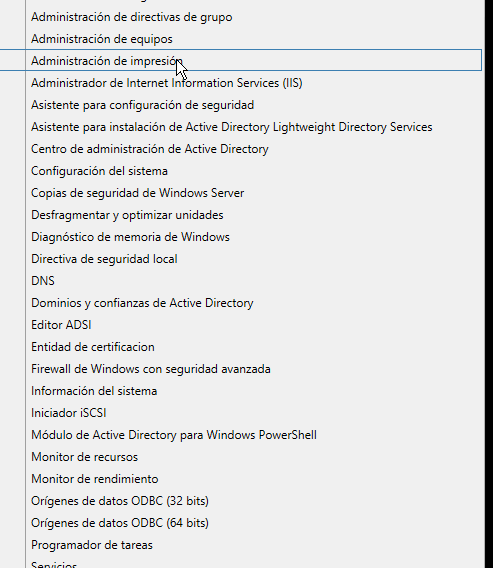 Administración de directivas de grupo
Administración de equipos
Administración de impresión
Administrador de Internet Information Services (IIS)
Asistente para configuración de seguridad
Asistente para instalación de Active Directory Lightweight Directory Services
Centro de administración de Active Directory
Configuración del sistema
Copias de seguridad de Windows Server
Desfragmentar y optimizar unidades
Diagnóstico de memoria de Windows
Directiva de seguridad local
DNS
Dominios y confianzas de Active Directory
Editor ADSI
Entidad de certificacion
Firewall de Windows con seguridad avanzada
Información del sistema
Iniciador iSCSI
Módulo de Active Directory para Windows PowerShell
Monitor de recursos
Monitor de rendimiento
Orígenes de datos ODBC (32 bits)
Orígenes de datos ODBC (64 bits)
Programador de tareas
Servicios